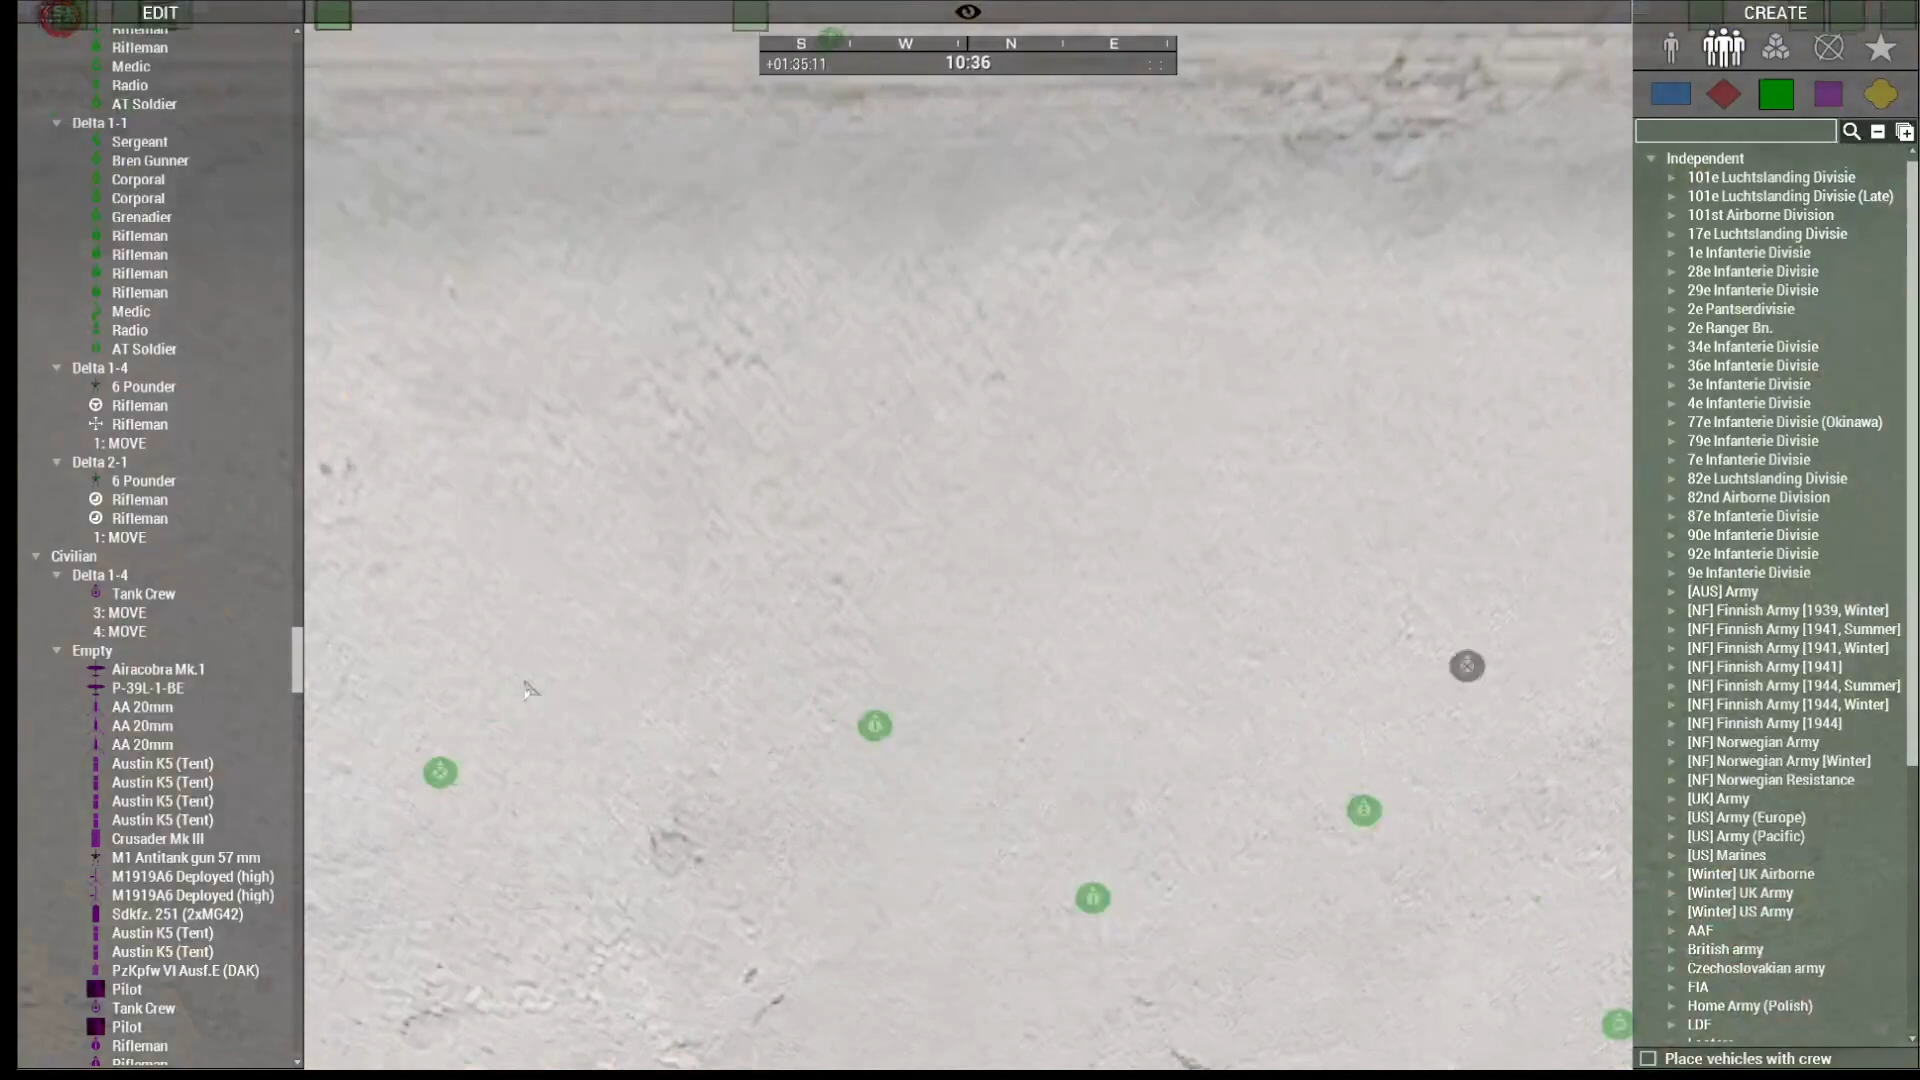 EDIT
Rifleman
Rifleman
Medic
Radio
AT Soldier
Delta 1-1
Sergeant
Bren Gunner
Corporal
Corporal
Grenadier
Rifleman
Rifleman
Rifleman
Rifleman
Medic
Radio
AT Soldier
Delta 1-4
6 Pounder
Rifleman
Rifleman
1: MOVE
Delta 2-1
6 Pounder
Rifleman
Rifleman
1: MOVE
Civilian
Delta 1-4
Tank Crew
3: MOVE
4: MOVE
Empty
Airacobra Mk.1
P-39L-1-BE
AA 20mm
AA 20mm
AA 20mm
Austin K5 (Tent)
Austin K5 (Tent)
Austin K5 (Tent)
Austin K5 (Tent)
Crusader Mk III
M1 Antitank gun 57 mm
M1919A6 Deployed (high)
M1919A6 Deployed (high)
Sdkfz. 251 (2xMG42)
Austin K5 (Tent)
Austin K5 (Tent)
PzKpfw VI Ausf.E (DAK)
Pilot
Tank Crew
Pilot
Rifleman
Rifleman
S W N E
+01:35:11 10:36 : :
CREATE
Independent
101e Luchtslanding Divisie
101e Luchtslanding Divisie (Late)
101st Airborne Division
17e Luchtslanding Divisie
1e Infanterie Divisie
28e Infanterie Divisie
29e Infanterie Divisie
2e Pantserdivisie
2e Ranger Bn.
34e Infanterie Divisie
36e Infanterie Divisie
3e Infanterie Divisie
4e Infanterie Divisie
77e Infanterie Divisie (Okinawa)
79e Infanterie Divisie
7e Infanterie Divisie
82e Luchtslanding Divisie
82nd Airborne Division
87e Infanterie Divisie
90e Infanterie Divisie
92e Infanterie Divisie
9e Infanterie Divisie
[AUS] Army
[NF] Finnish Army [1939, Winter]
[NF] Finnish Army [1941, Summer]
[NF] Finnish Army [1941, Winter]
[NF] Finnish Army [1941]
[NF] Finnish Army [1944, Summer]
[NF] Finnish Army [1944, Winter]
[NF] Finnish Army [1944]
[NF] Norwegian Army
[NF] Norwegian Army [Winter]
[NF] Norwegian Resistance
[UK] Army
[US] Army (Europe)
[US] Army (Pacific)
[US] Marines
[Winter] UK Airborne
[Winter] UK Army
[Winter] US Army
AAF
British army
Czechoslovakian army
FIA
Home Army (Polish)
LDF
Place vehicles with crew